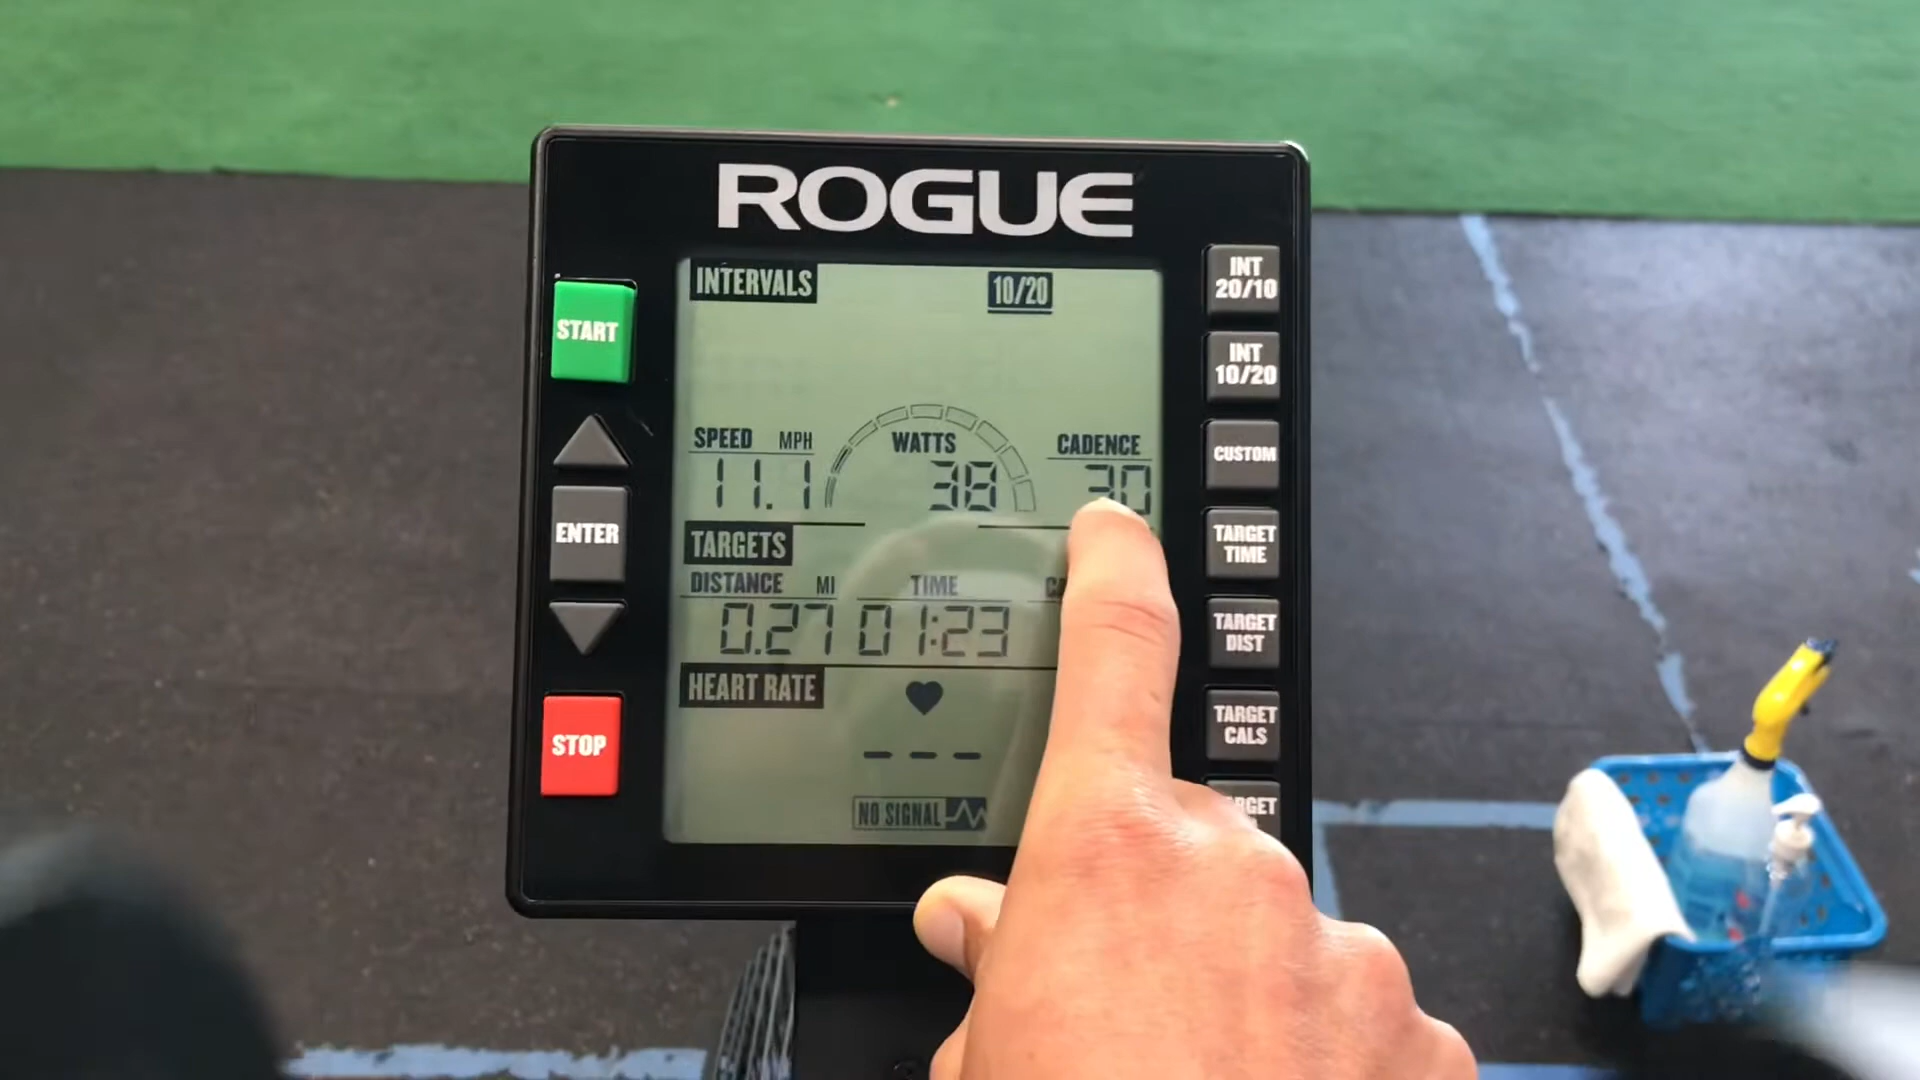 ROGUE
INTERVALS 10/20
SPEED MPH WATTS CADENCE
11.1 38 30
TARGETS
DISTANCE MI TIME
0.27 01:23
HEART RATE
---
NO SIGNAL
START
ENTER
STOP
INT
20/10
INT
10/20
CUSTOM
TARGET
TIME
TARGET
DIST
TARGET
CALS